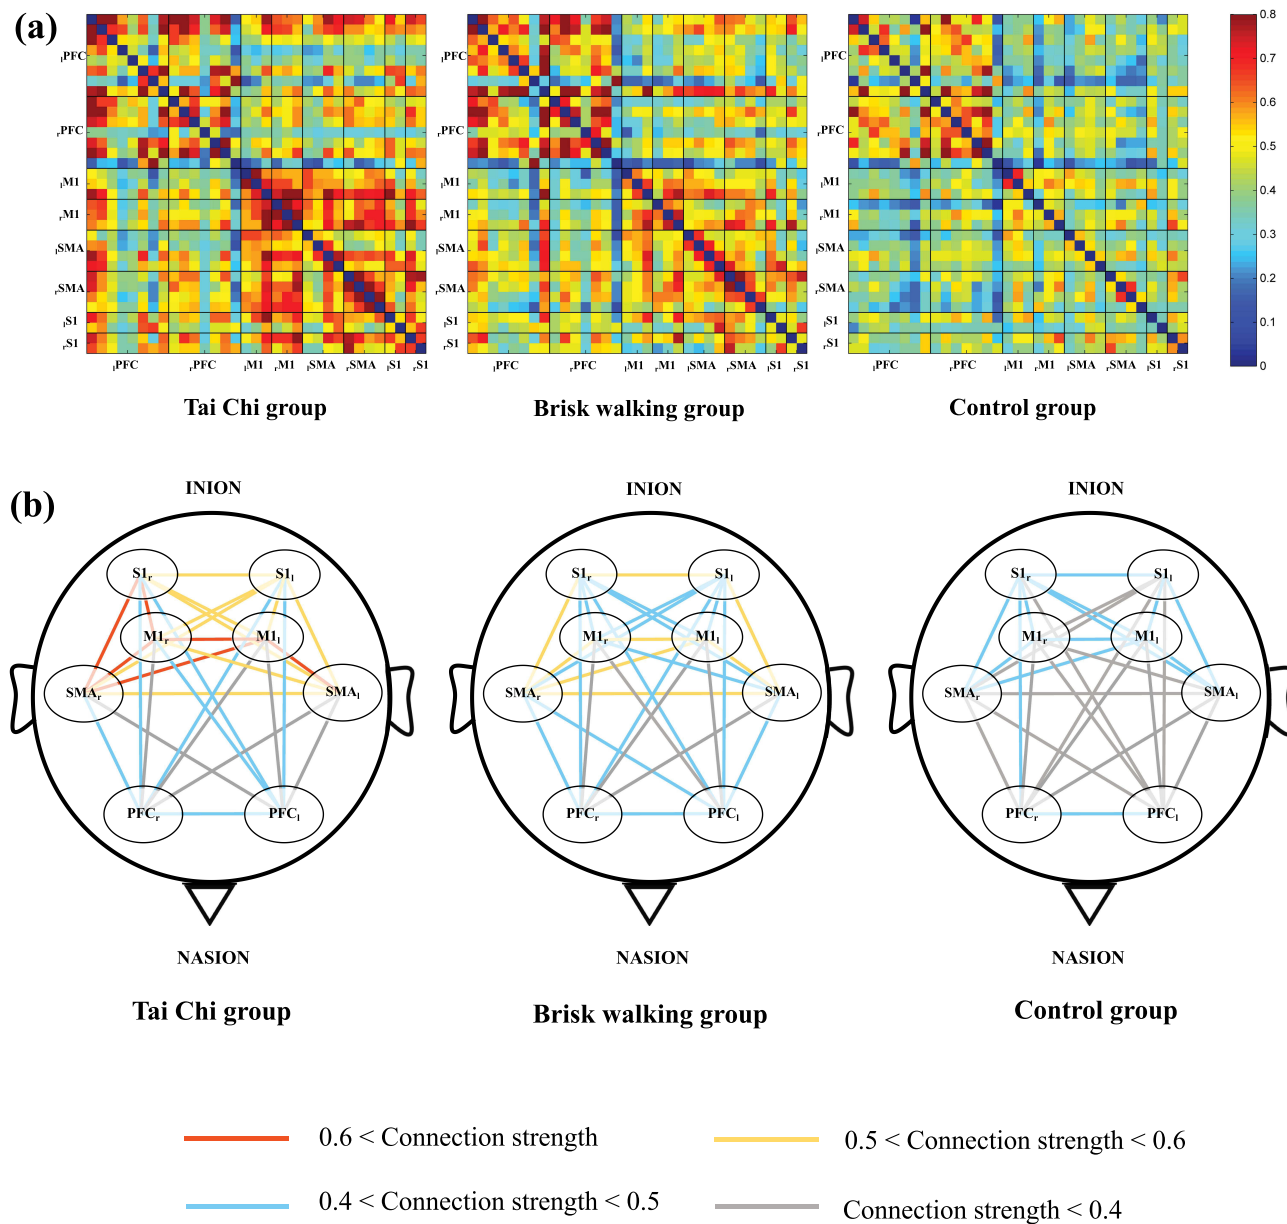 (a)
lPFC
rPFC
lM1
rM1
lSMA
rSMA
lS1
rS1
lPFC rPFC lM1 rM1 lSMA rSMA lS1 rS1
lPFC rPFC lM1 rM1 lSMA rSMA lS1 rS1
lPFC rPFC lM1 rM1 lSMA rSMA lS1 rS1
0.8
0.7
0.6
0.5
0.4
0.3
0.2
0.1
0
lPFC
rPFC
lM1
rM1
lSMA
rSMA
lS1
rS1
lPFC
rPFC
lM1
rM1
lSMA
rSMA
lS1
rS1
Tai Chi group Brisk walking group Control group
(b)
INION INION INION
S1r S1l S1r S1l S1r S1l
M1r M1l M1r M1l M1r M1l
SMAr SMAl SMAr SMAl SMAr SMAl
PFCr PFCl PFCr PFCl PFCr PFCl
NASION NASION NASION
Tai Chi group Brisk walking group Control group
0.6 < Connection strength 0.5 < Connection strength < 0.6
0.4 < Connection strength < 0.5 Connection strength < 0.4